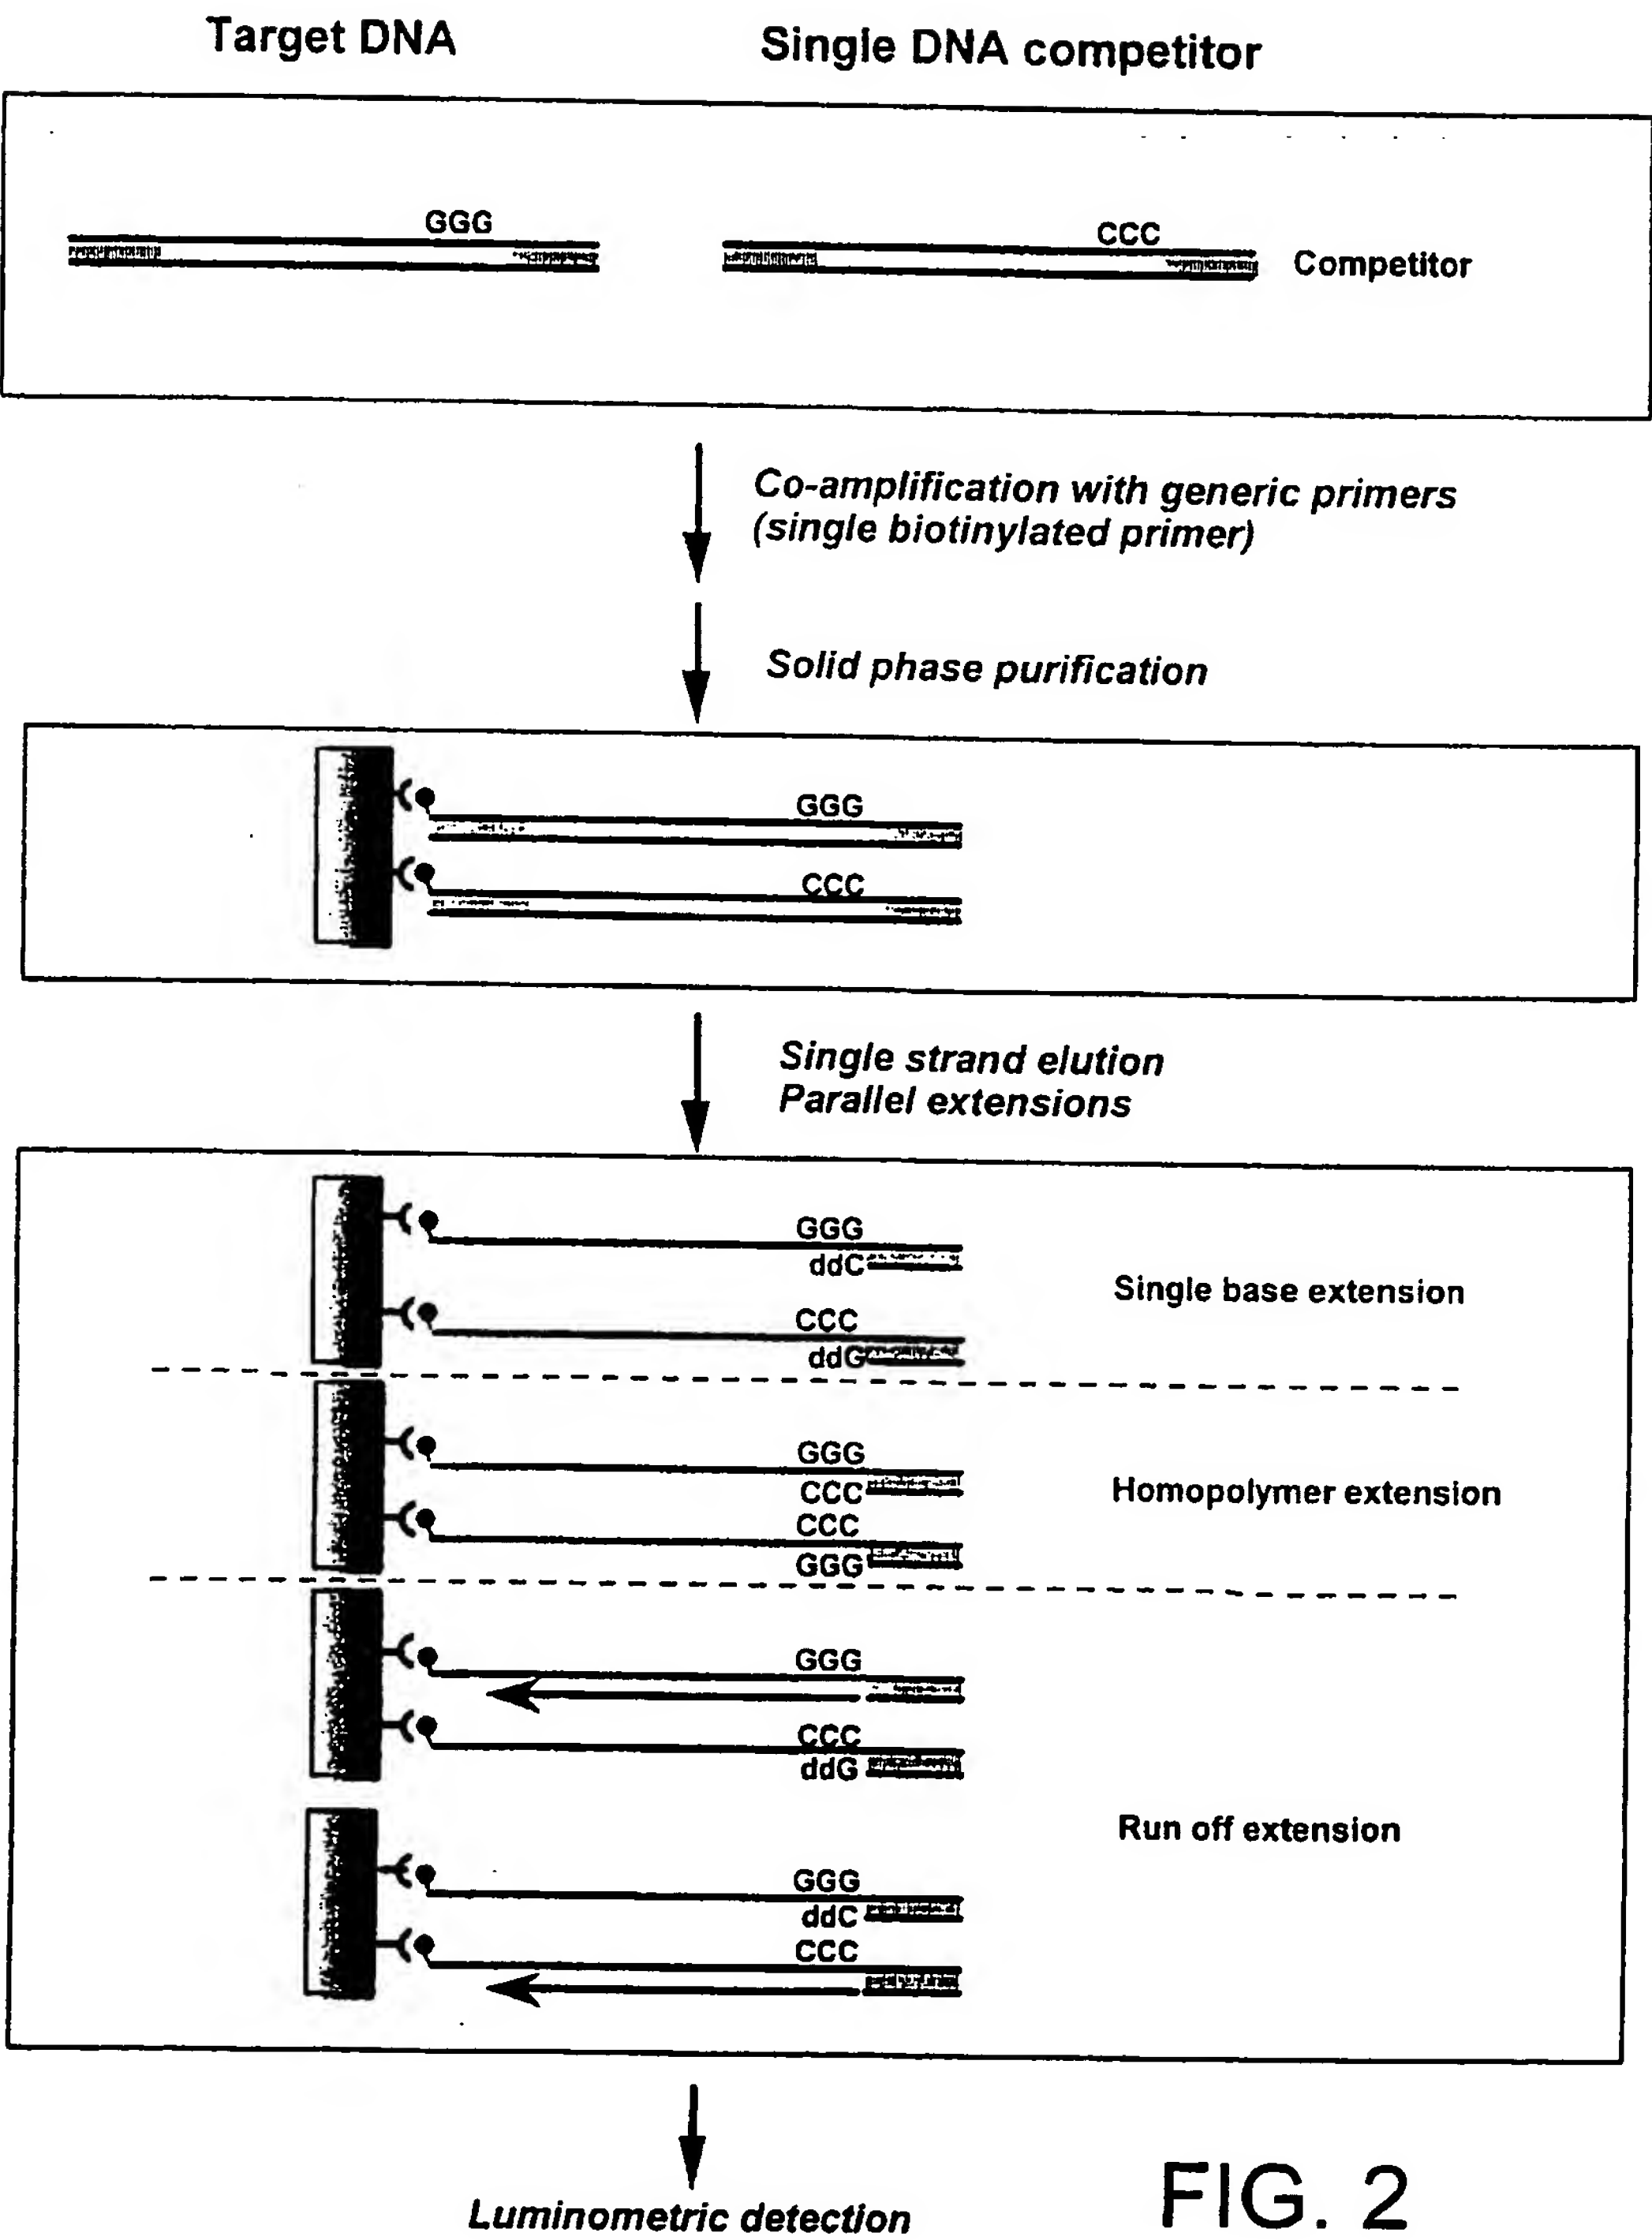 Target DNA
Single DNA competitor
GGG
CCC
Competitor
Co-amplification with generic primers
(single biotinylated primer)
Solid phase purification
GGG
CCC
Single strand elution
Parallel extensions
GGG
ddC
Single base extension
CCC
ddG
GGG
CCC
Homopolymer extension
CCC
GGG
GGG
CCC
ddG
Run off extension
GGG
ddC
CCC
Luminometric detection
FIG. 2